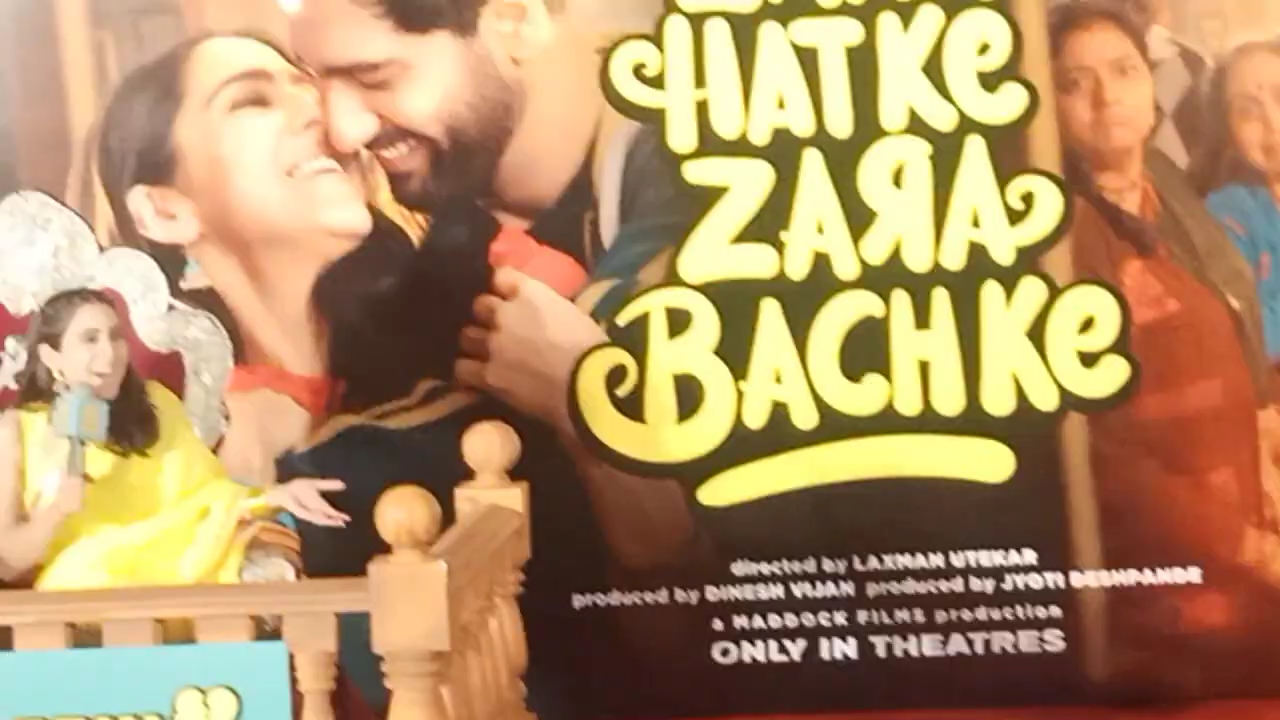 HATKE
ZARA
BACHKE
directed by LAXMAN UTEKAR
produced by DINESH VIJAN produced by JYOTI DESHPANDE
a MADDOCK FILMS production
ONLY IN THEATRES